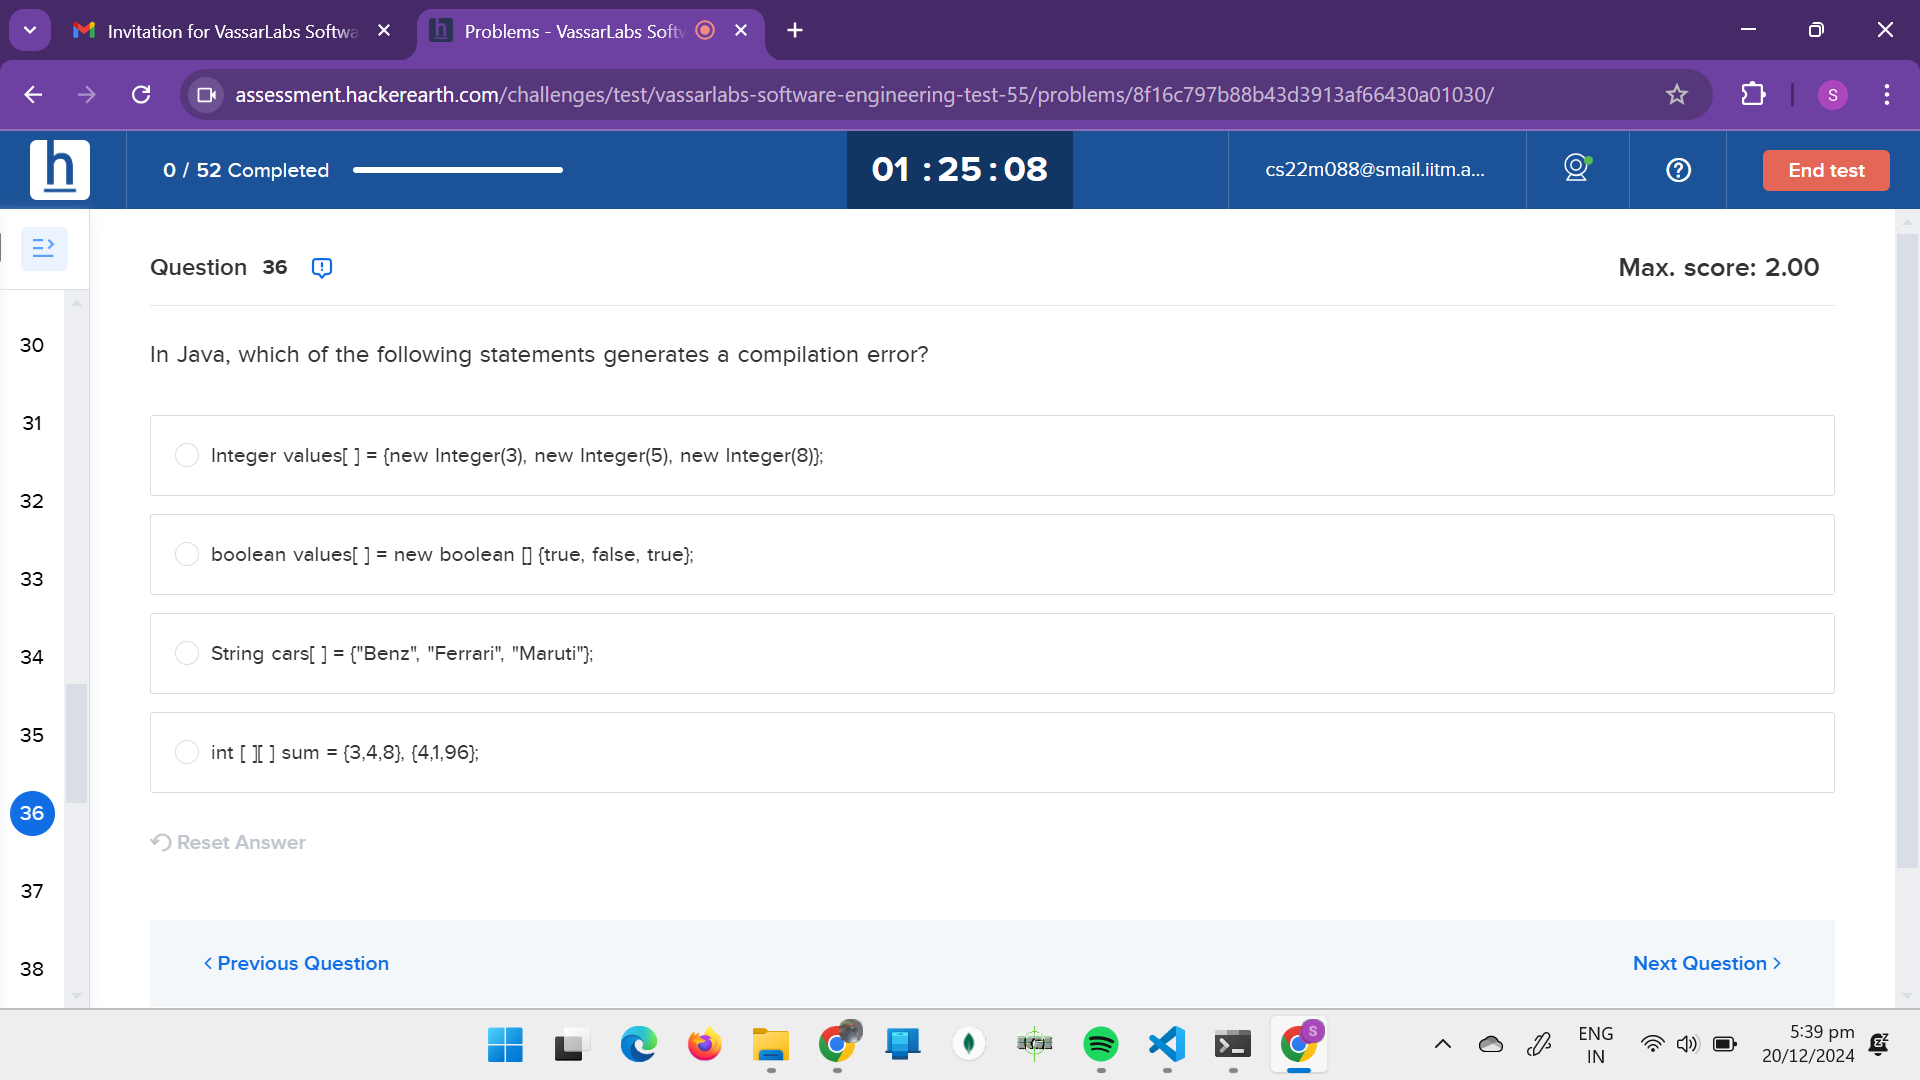 Invitation for VassarLabs Softwa
Problems - VassarLabs Softv
assessment.hackerearth.com/challenges/test/vassarlabs-software-engineering-test-55/problems/8f16c797b88b43d3913af66430a01030/
S
h
0 / 52 Completed
01 : 25 : 08
cs22m088@smail.iitm.a...
End test
Question 36
Max. score: 2.00
In Java, which of the following statements generates a compilation error?
Integer values[ ] = {new Integer(3), new Integer(5), new Integer(8)};
boolean values[ ] = new boolean [] {true, false, true};
String cars[ ] = {"Benz", "Ferrari", "Maruti"};
int [ ][ ] sum = {3,4,8}, {4,1,96};
Reset Answer
30
31
32
33
34
35
36
37
38
Previous Question
Next Question
S
ENG
IN
5:39 pm
20/12/2024